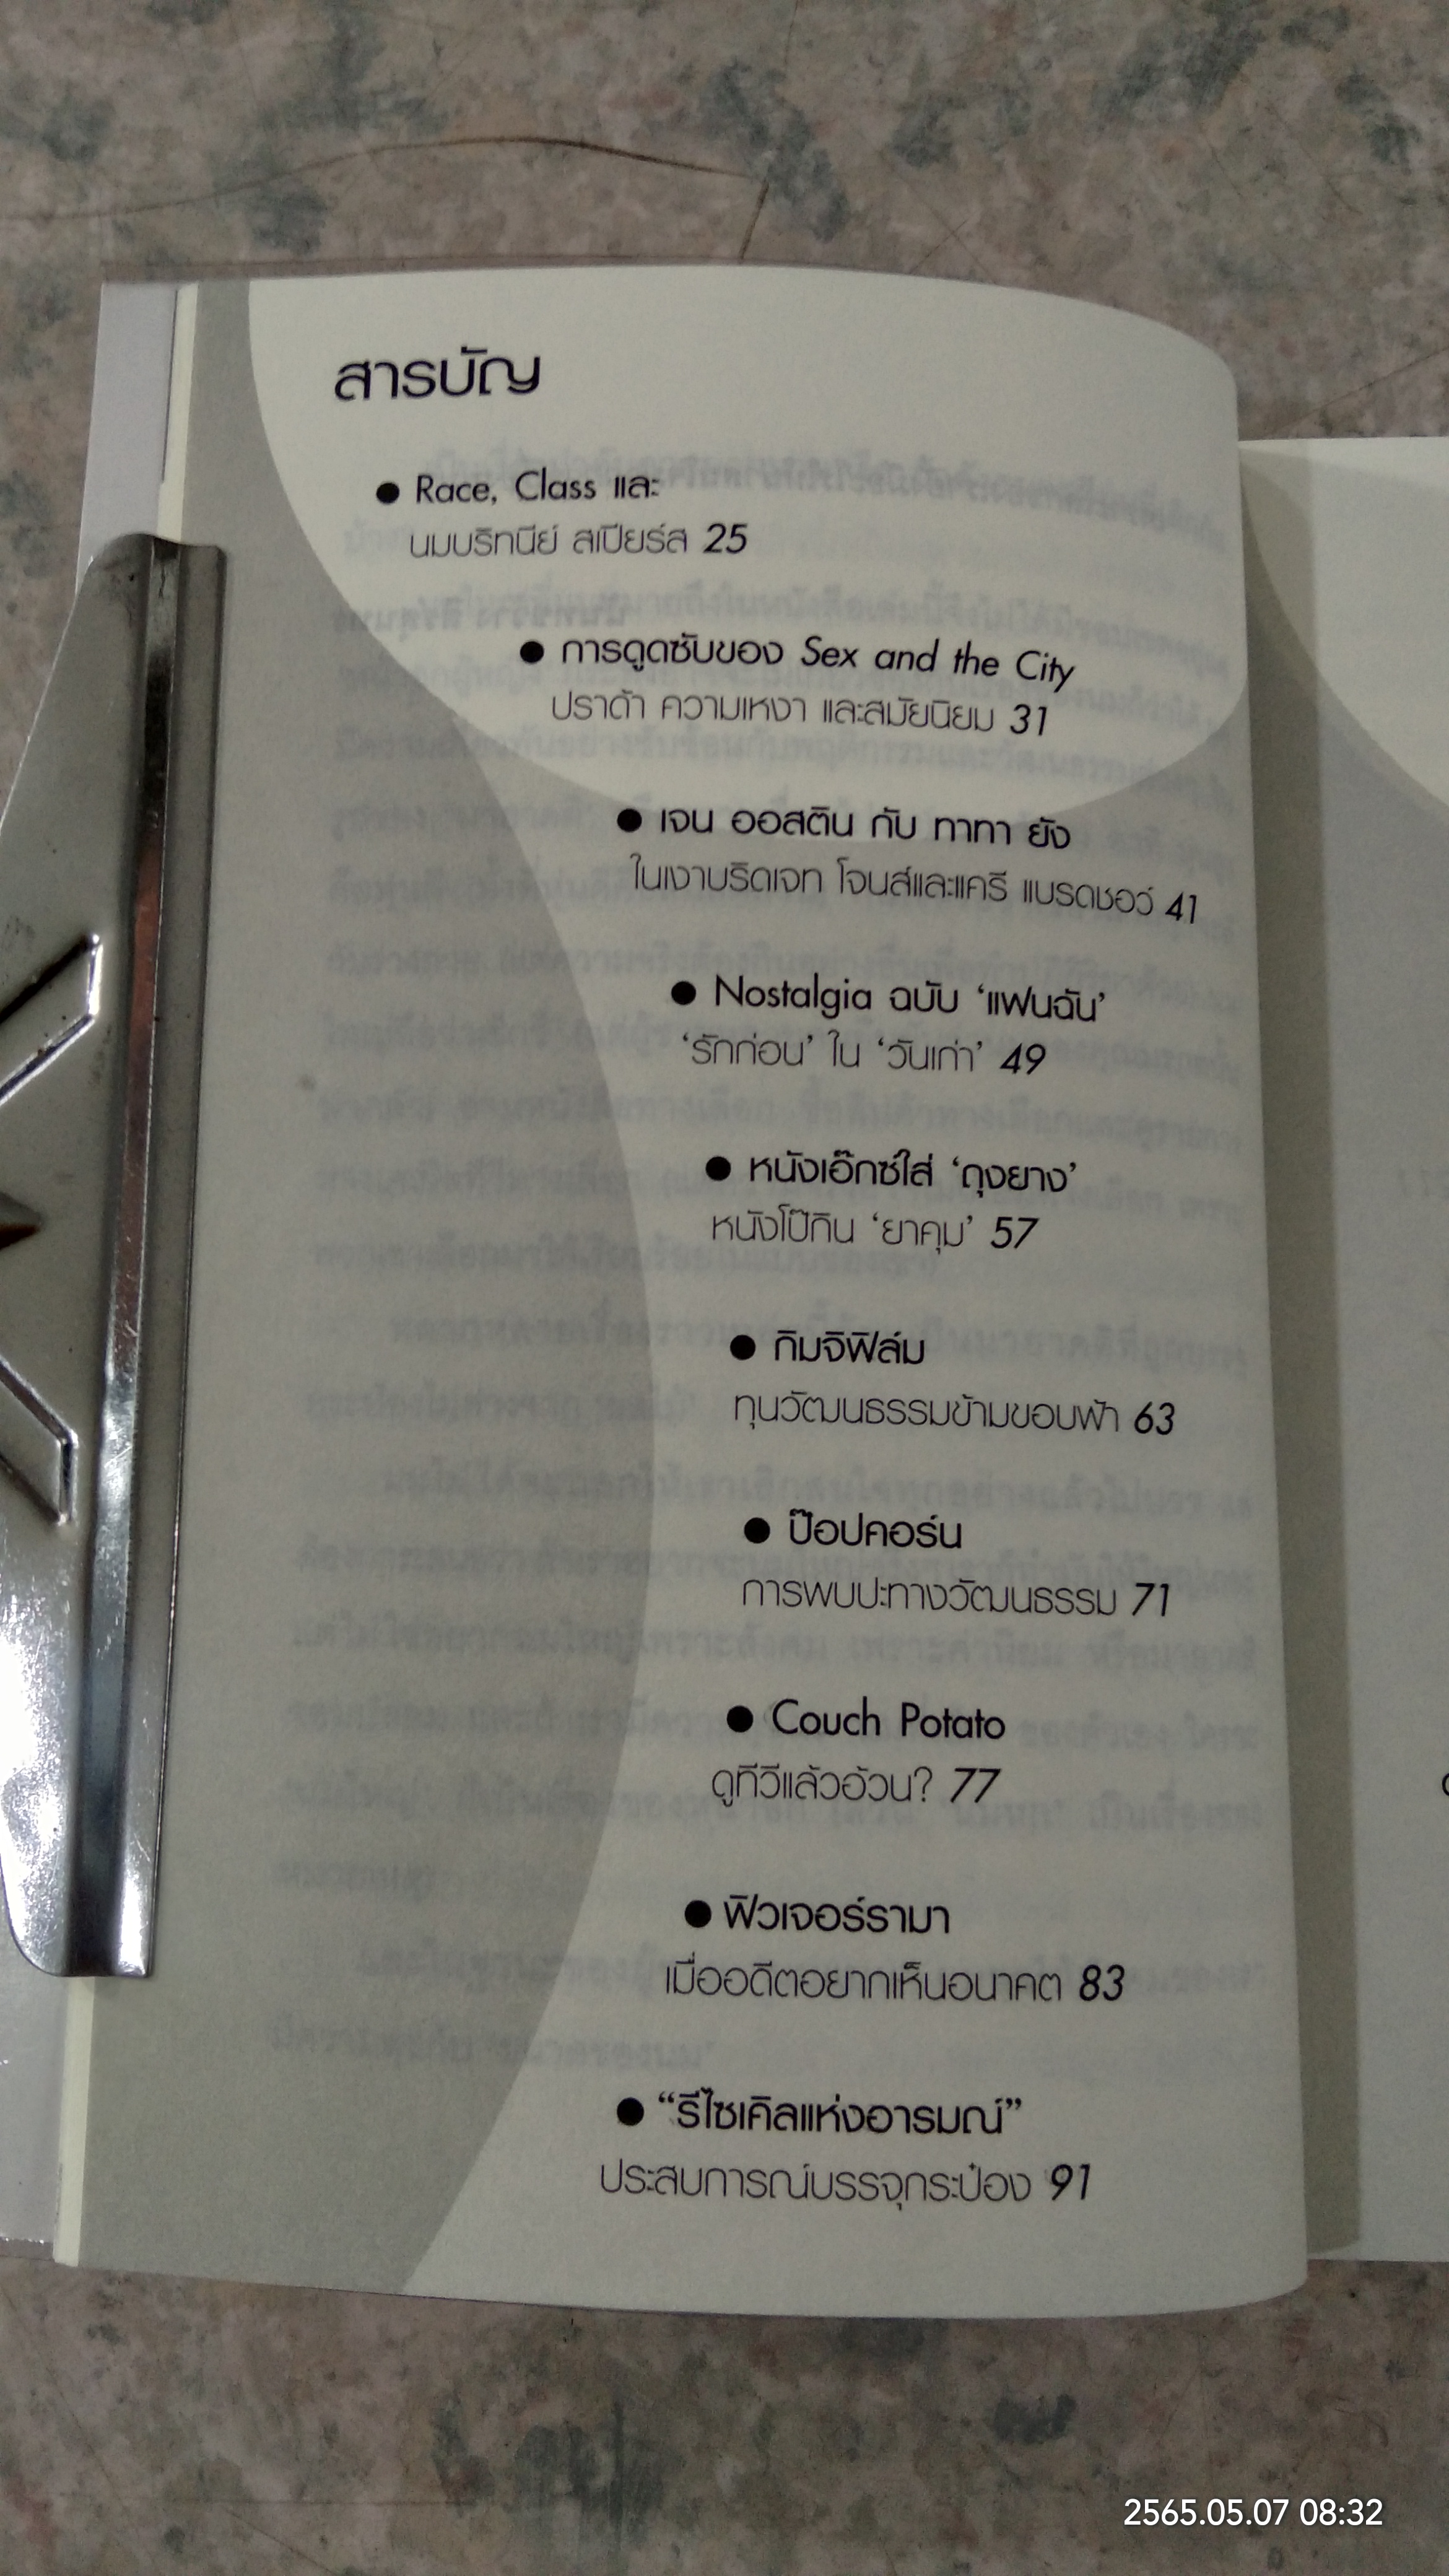 สารบัญ
● Race, Class และ
นมบริทนีย์ สเปียร์ส 25
● การดูดซับของ Sex and the City
ปราด้า ความเหงา และสมัยนิยม 31
● เจน ออสติน กับ ทาทา ยัง
ในเงาบริดเจท โจนส์และแครี แบรดชอว์ 41
● Nostalgia ฉบับ ‘แฟนฉัน’
‘รักก่อน’ ใน ‘วันเก่า’ 49
● หนังเอ๊กซ์ใส่ ‘ถุงยาง’
หนังโป๊กิน ‘ยาคุม’ 57
● กิมจิฟิล์ม
ทุนวัฒนธรรมข้ามขอบฟ้า 63
● ป๊อปคอร์น
การพบปะทางวัฒนธรรม 71
● Couch Potato
ดูทีวีแล้วอ้วน? 77
● ฟิวเจอร์รามา
เมื่ออดีตอยากเห็นอนาคต 83
● “รีไซเคิลแห่งอารมณ์”
ประสบการณ์บรรจุกระป๋อง 91
2565.05.07 08:32